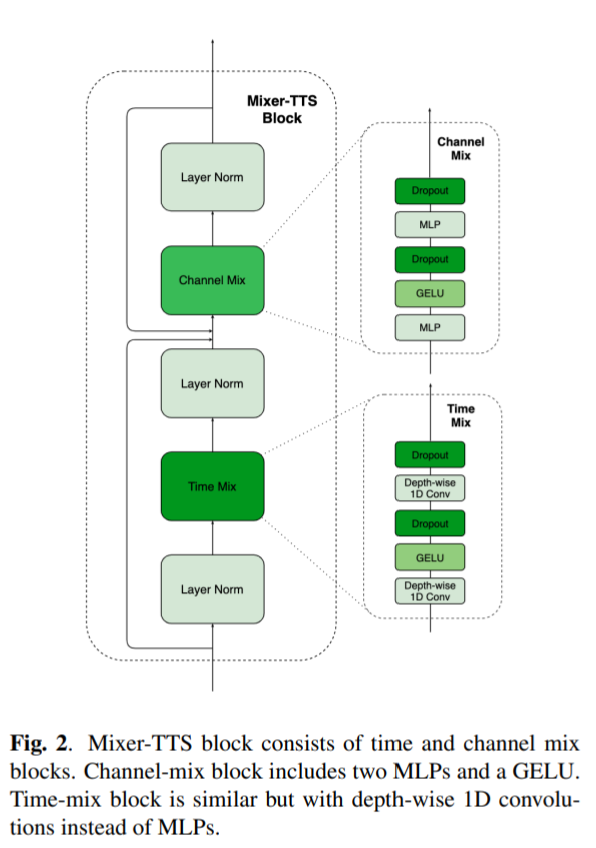 Mixer-TTS
Block
Layer Norm
Channel Mix
Layer Norm
Time Mix
Layer Norm
Channel
Mix
Dropout
MLP
Dropout
GELU
MLP
Time
Mix
Dropout
Depth-wise
1D Conv
Dropout
GELU
Depth-wise
1D Conv
Fig. 2. Mixer-TTS block consists of time and channel mix
blocks. Channel-mix block includes two MLPs and a GELU.
Time-mix block is similar but with depth-wise 1D convolu-
tions instead of MLPs.